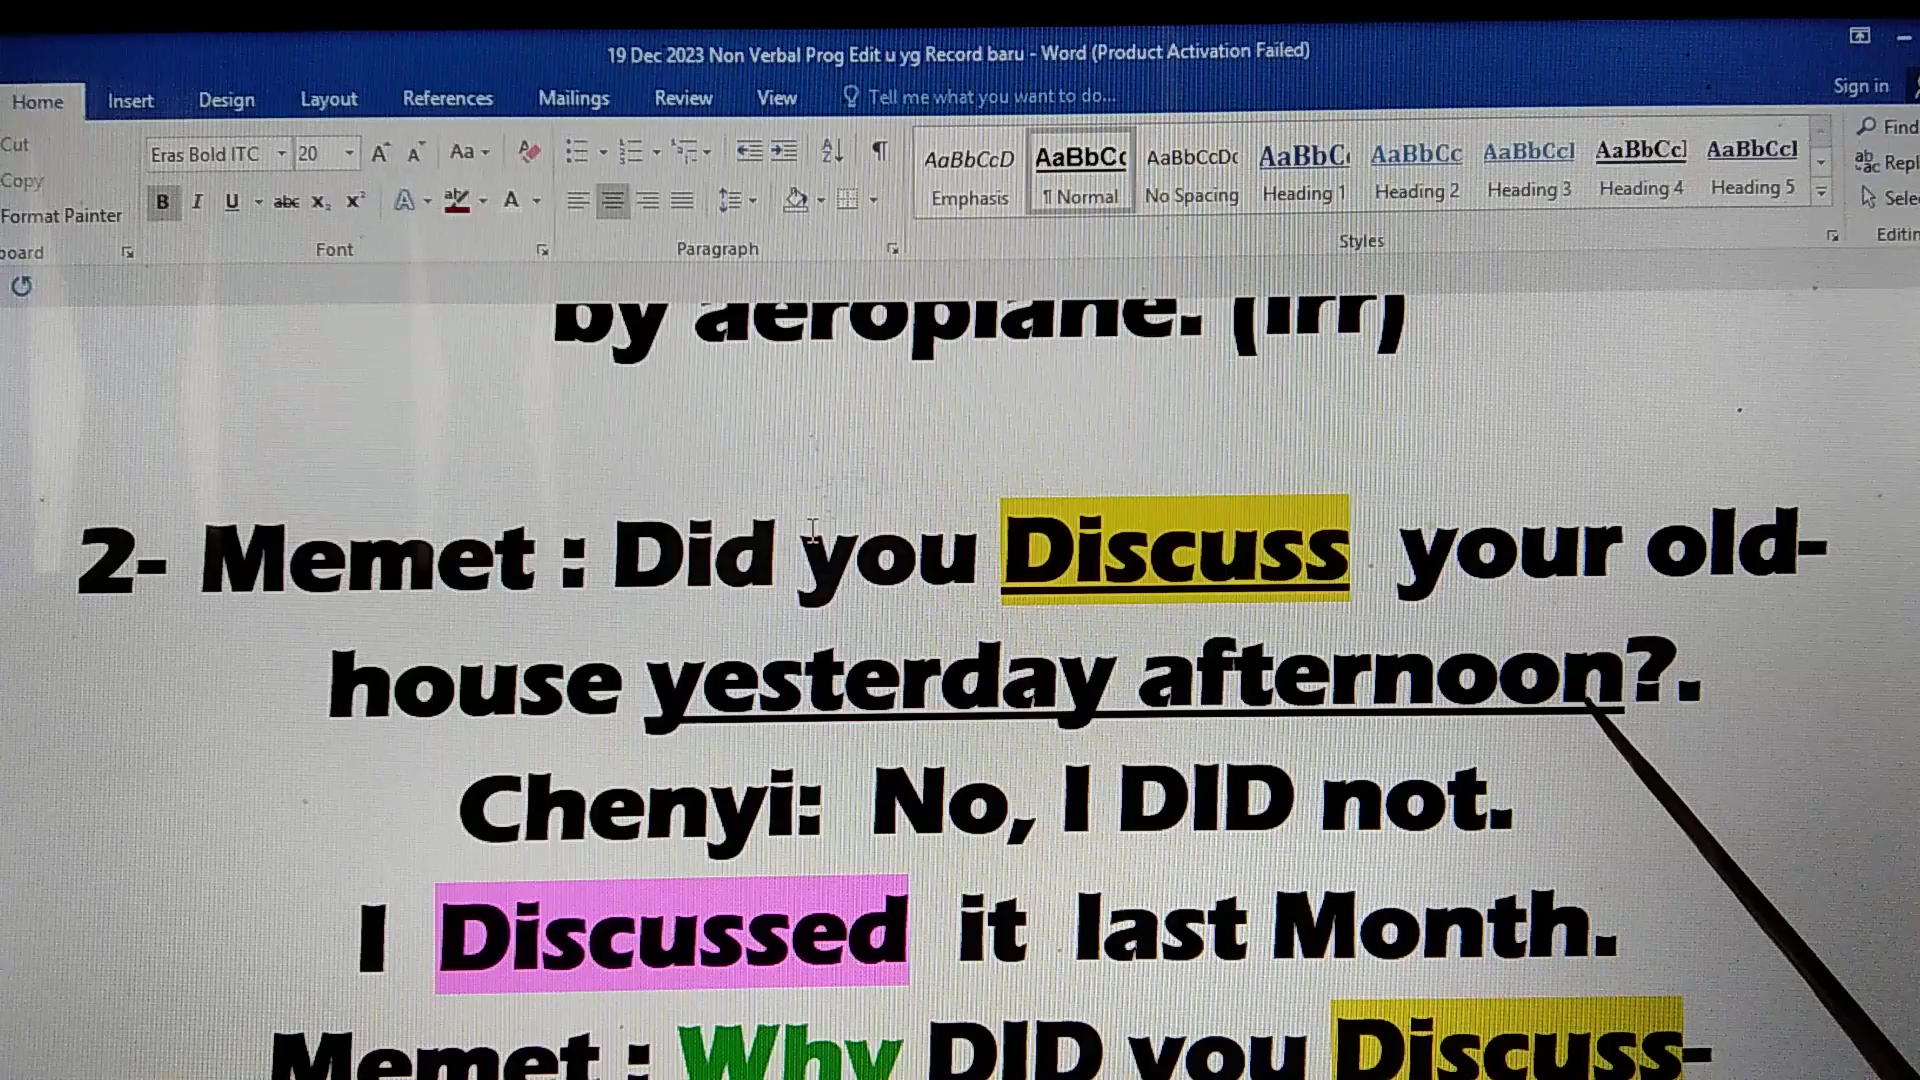 19 Dec 2023 Non Verbal Prog Edit u yg Record baru - Word (Product Activation Failed)
Sign in
Home Insert Design Layout References Mailings Review View Tell me what you want to do...
Cut
Copy
Format Painter
Eras Bold ITC 20
Font
Paragraph
AaBbCcD AaBbCc AaBbCcDc AaBbC AaBbCc AaBbCcl AaBbCcl AaBbCcl
Emphasis ¶ Normal No Spacing Heading 1 Heading 2 Heading 3 Heading 4 Heading 5
Styles
Find
by aeroplane. (Irr)
2- Memet : Did you Discuss your old-
house yesterday afternoon?.
Chenyi: No, I DID not.
I Discussed it last Month.
Memet : Why DID you Discuss-